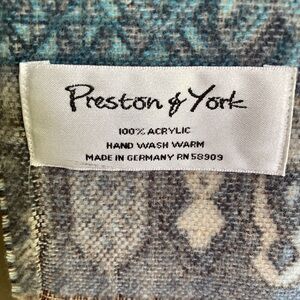 Preston & York
100% ACRYLIC
HAND WASH WARM
MADE IN GERMANY RN 58909